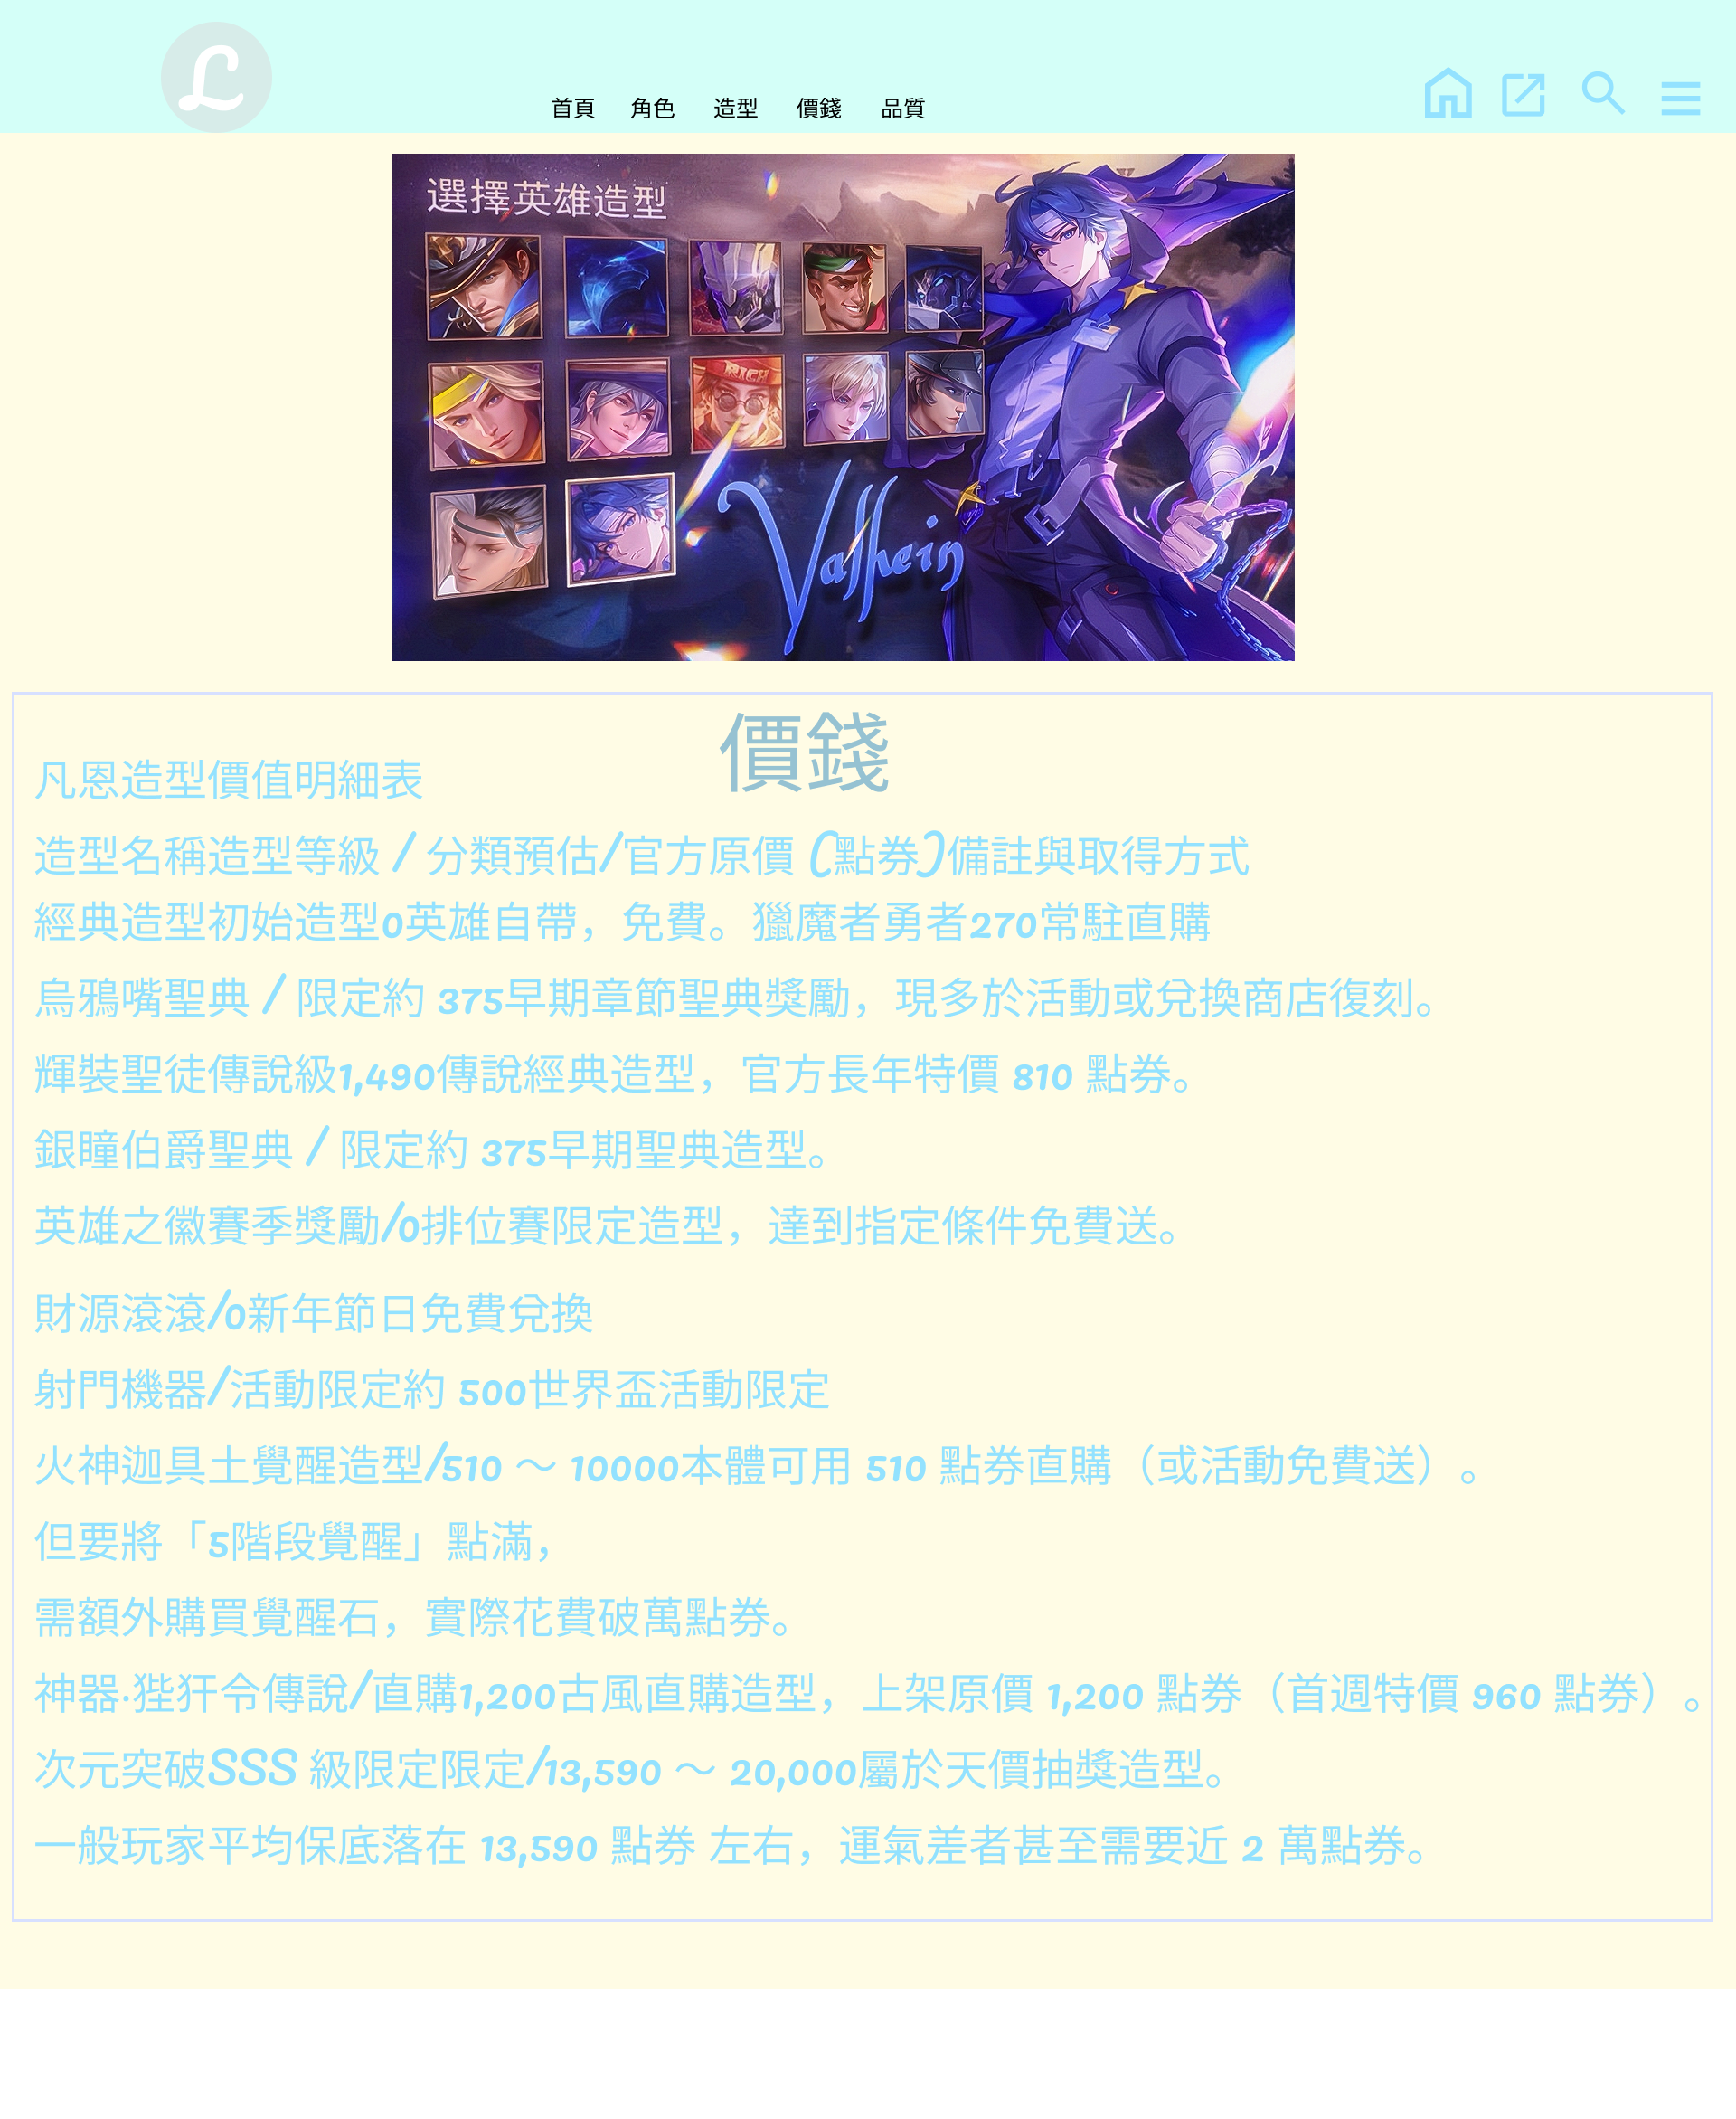 L
首頁 角色 造型 價錢 品質
選擇英雄造型
RICH
Valhein
價錢
凡恩造型價值明細表
造型名稱造型等級 / 分類預估/官方原價 (點券)備註與取得方式
經典造型初始造型0英雄自帶，免費。獵魔者勇者270常駐直購
烏鴉嘴聖典 / 限定約 375早期章節聖典獎勵，現多於活動或兌換商店復刻。
輝裝聖徒傳說級1,490傳說經典造型，官方長年特價 810 點券。
銀瞳伯爵聖典 / 限定約 375早期聖典造型。
英雄之徽賽季獎勵/0排位賽限定造型，達到指定條件免費送。
財源滾滾/0新年節日免費兌換
射門機器/活動限定約 500世界盃活動限定
火神迦具土覺醒造型/510 ～ 10000本體可用 510 點券直購（或活動免費送）。
但要將「5階段覺醒」點滿，
需額外購買覺醒石，實際花費破萬點券。
神器·狴犴令傳說/直購1,200古風直購造型，上架原價 1,200 點券（首週特價 960 點券）。
次元突破SSS 級限定限定/13,590 ～ 20,000屬於天價抽獎造型。
一般玩家平均保底落在 13,590 點券 左右，運氣差者甚至需要近 2 萬點券。